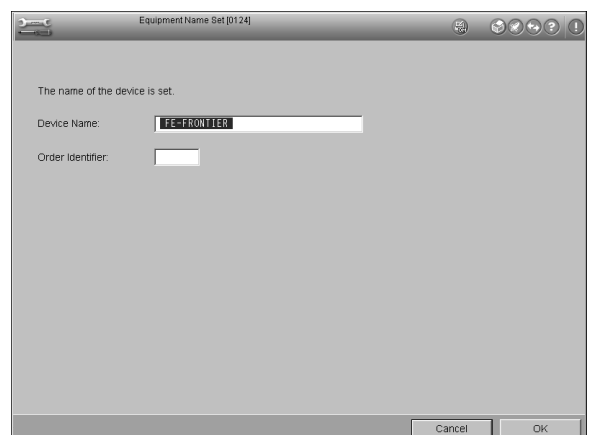 Equipment Name Set [0124]
The name of the device is set.
Device Name: FE-FRONTIER
Order Identifier:
Cancel OK